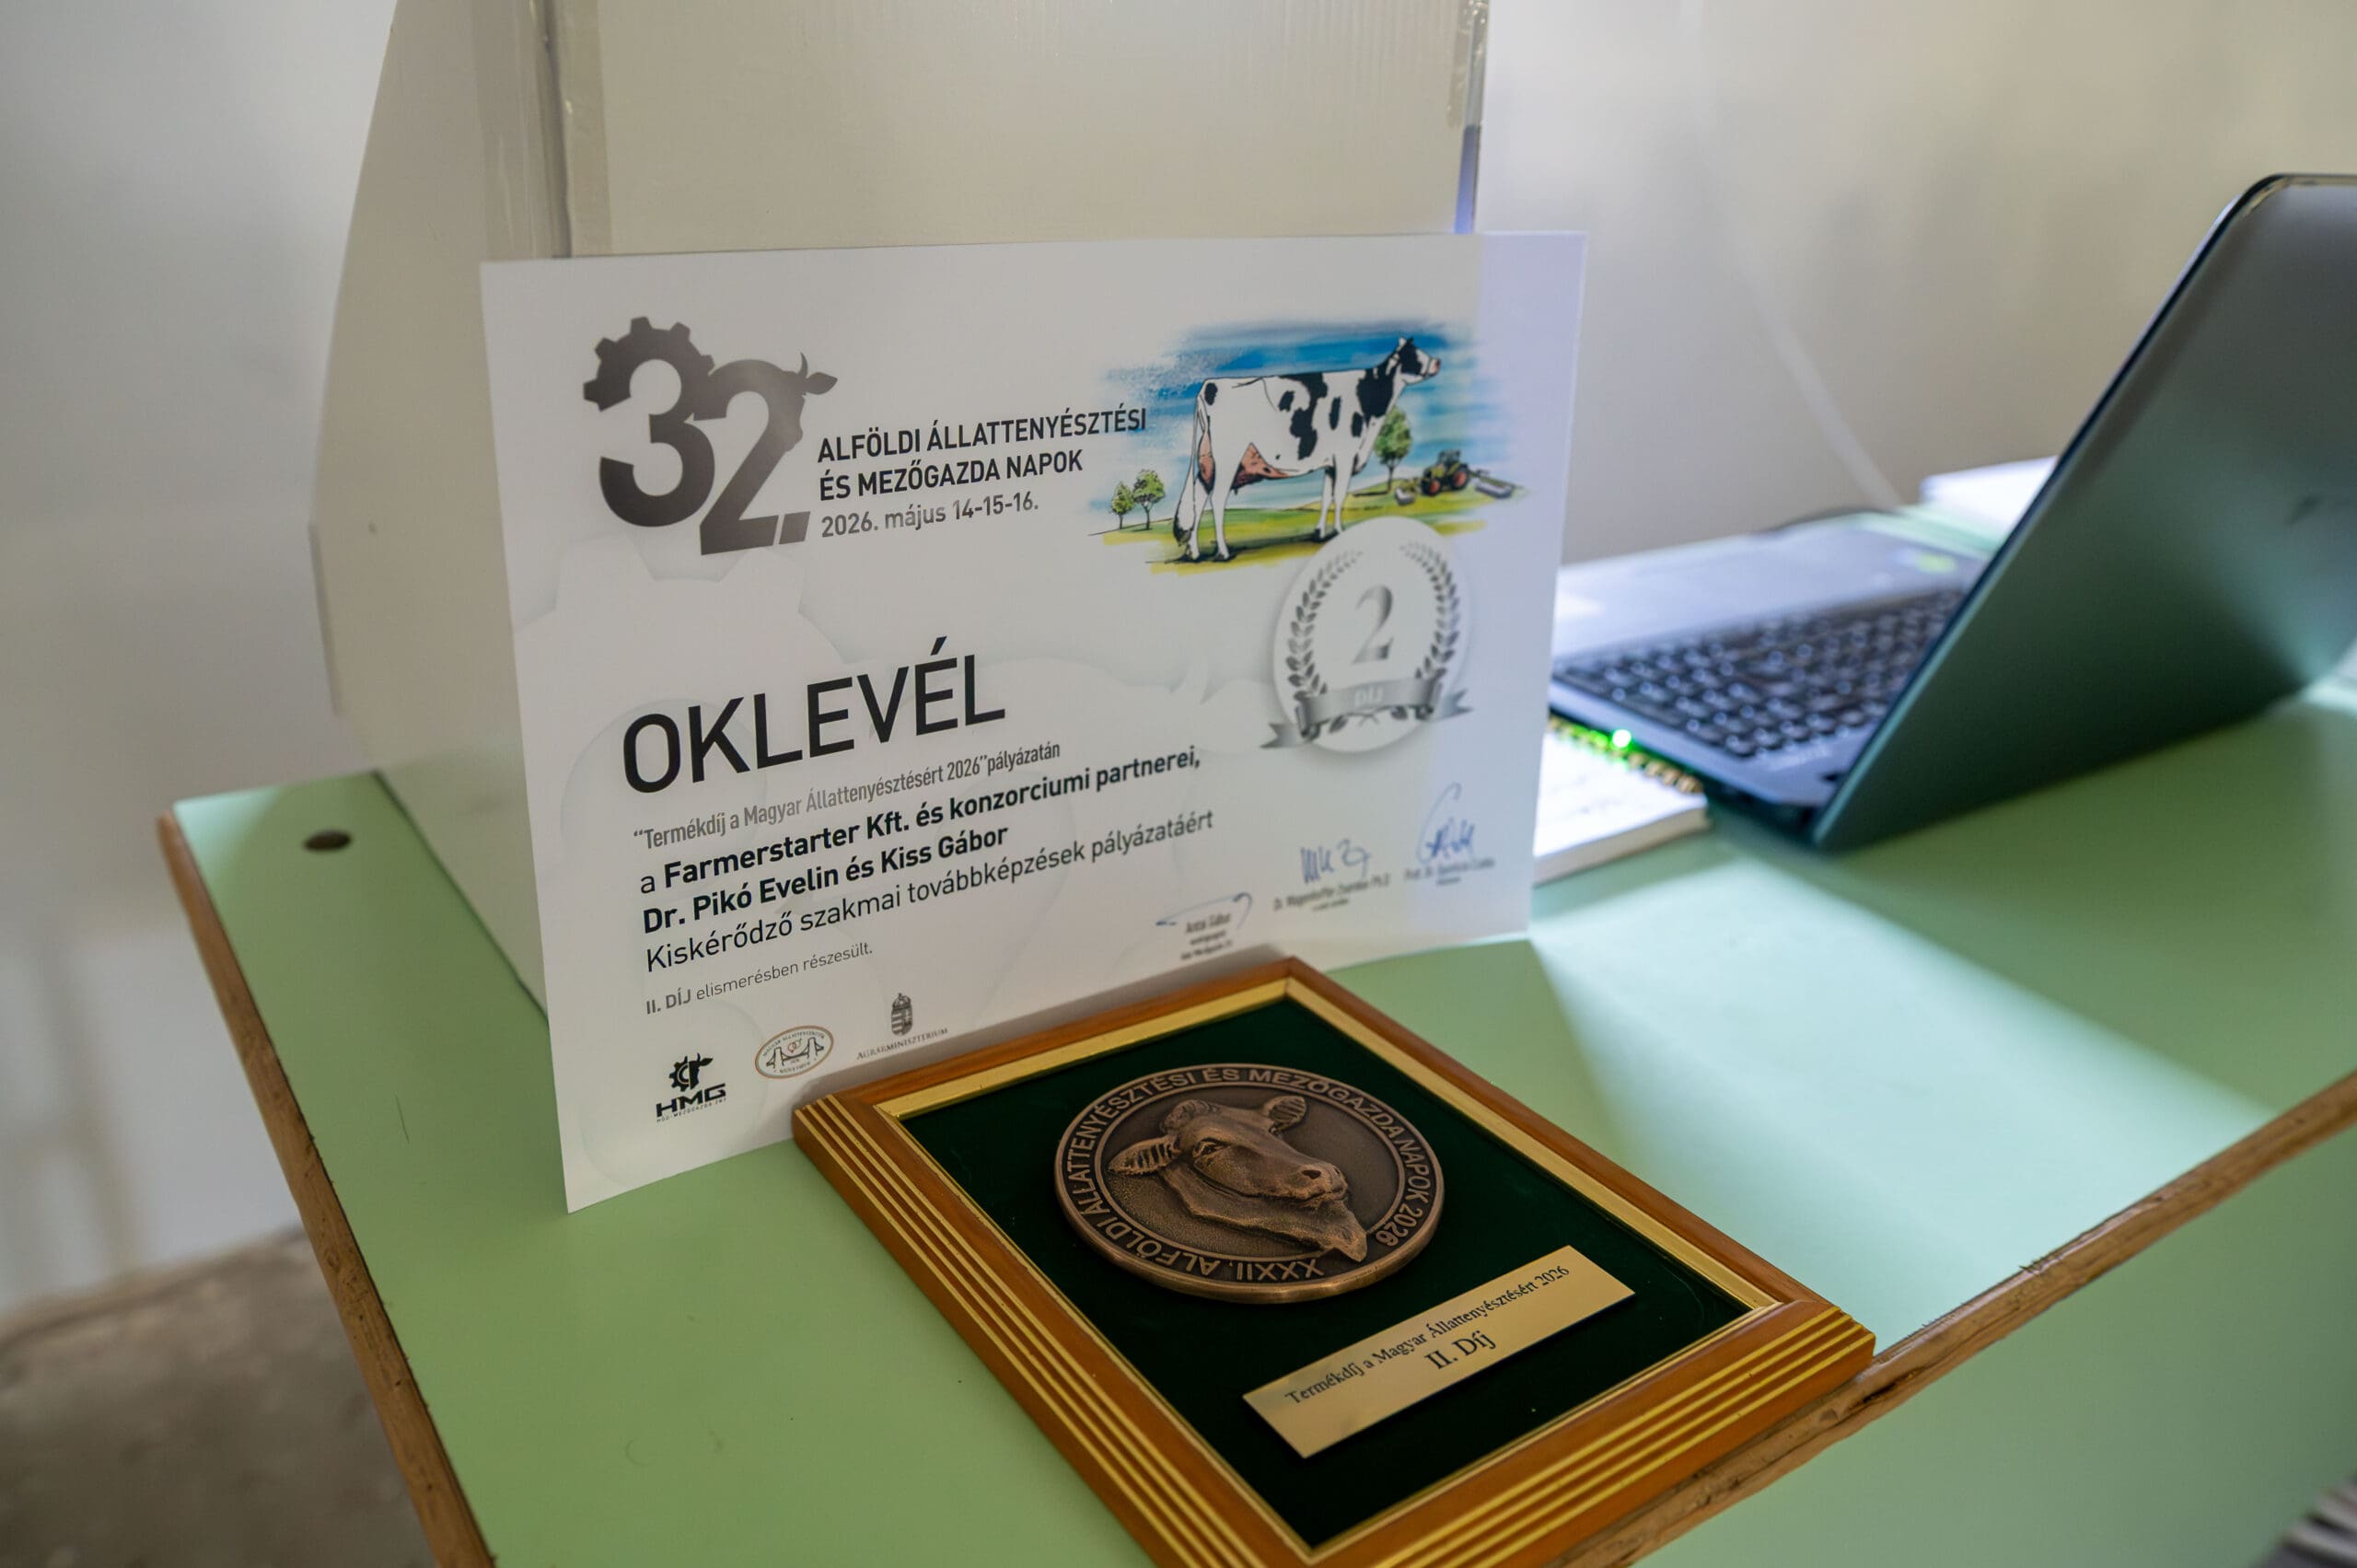 32.
ALFÖLDI ÁLLATTENYÉSZTÉSI
ÉS MEZŐGAZDA NAPOK
2026. május 14-15-16.
2
DÍJ
OKLEVÉL
“Termékdíj a Magyar Állattenyésztésért 2026”pályázatán
a Farmerstarter Kft. és konzorciumi partnerei,
Dr. Pikó Evelin és Kiss Gábor
Kiskérődző szakmai továbbképzések pályázatáért
II. DÍJ elismerésben részesült.
HMG
AGRÁRMINISZTÉRIUM
XXXII. ALFÖLDI ÁLLATTENYÉSZTÉSI ÉS MEZŐGAZDA NAPOK 2026
Termékdíj a Magyar Állattenyésztésért 2026
II. Díj